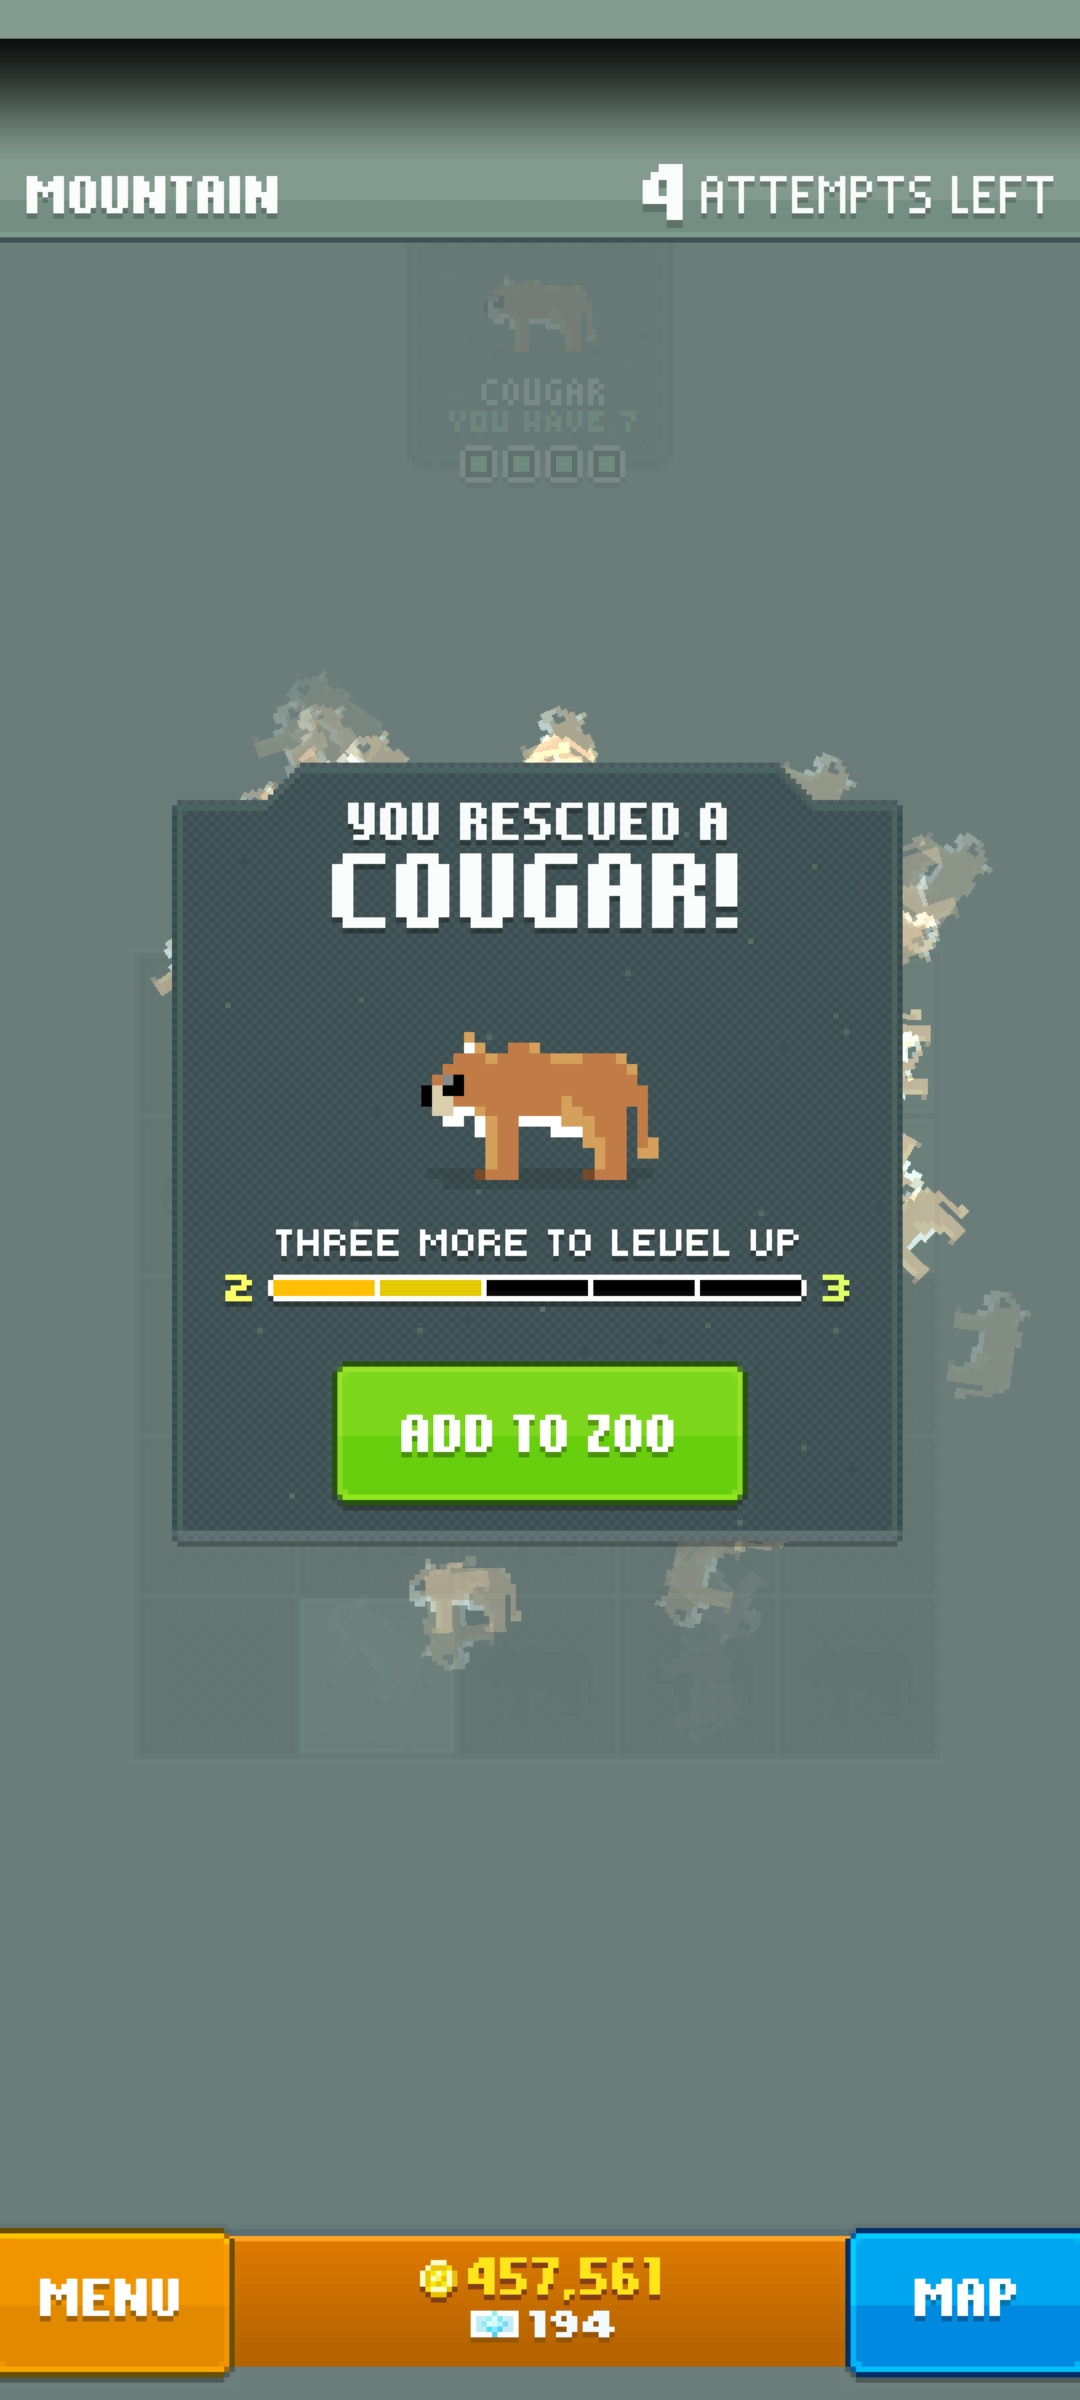 MOUNTAIN
4 ATTEMPTS LEFT
COUGAR
YOU HAVE 7
YOU RESCUED A
COUGAR!
THREE MORE TO LEVEL UP
2 3
ADD TO ZOO
MENU
457,561
194
MAP